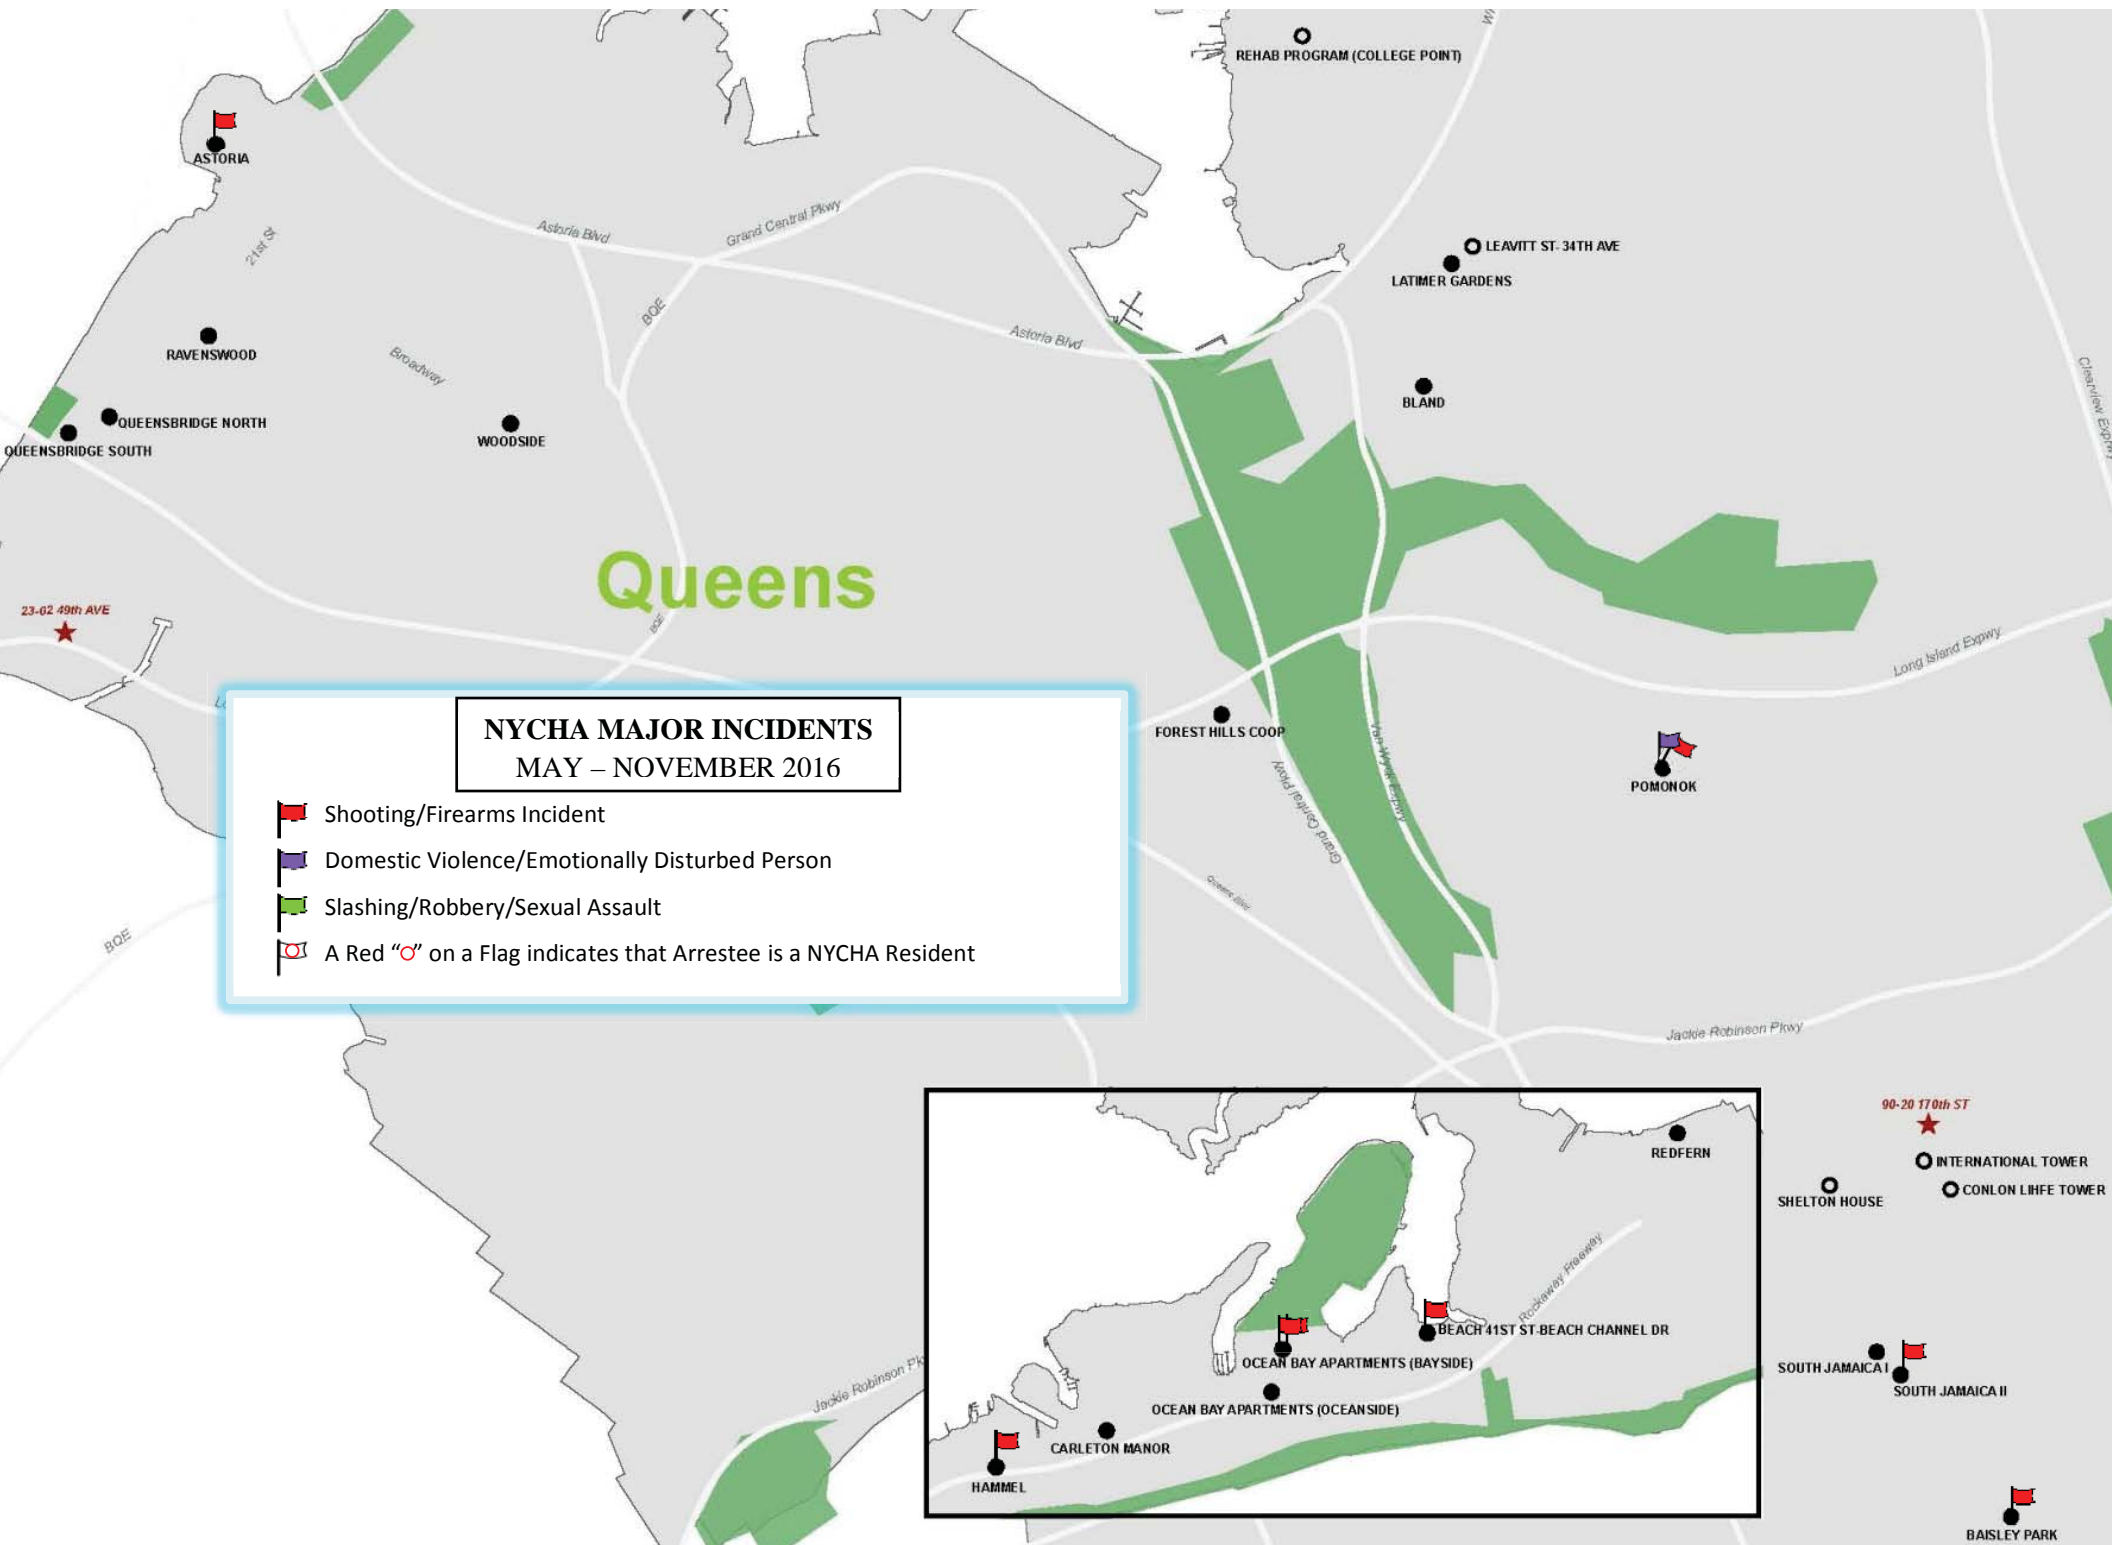 REHAB PROGRAM (COLLEGE POINT)
ASTORIA
21st St
Astoria Blvd
Grand Central Pkwy
LEAVITT ST- 34TH AVE
LATIMER GARDENS
BQE
Astoria Blvd
RAVENSWOOD
Broadway
Clearview Expwy
BLAND
QUEENSBRIDGE NORTH
QUEENSBRIDGE SOUTH
WOODSIDE
Queens
23-02 49th AVE
BQE
Long Island Expwy
FOREST HILLS COOP
Van Wyck Expwy
Grand Central Pkwy
POMONOK
NYCHA MAJOR INCIDENTS
MAY – NOVEMBER 2016
Shooting/Firearms Incident
Domestic Violence/Emotionally Disturbed Person
Slashing/Robbery/Sexual Assault
A Red “O” on a Flag indicates that Arrestee is a NYCHA Resident
Queens Blvd
BQE
Jackie Robinson Pkwy
90-20 170th ST
INTERNATIONAL TOWER
CONLON LIHFE TOWER
SHELTON HOUSE
REDFERN
Rockaway Freeway
BEACH 41ST ST-BEACH CHANNEL DR
OCEAN BAY APARTMENTS (BAYSIDE)
OCEAN BAY APARTMENTS (OCEANSIDE)
CARLETON MANOR
HAMMEL
Jackie Robinson Pk
SOUTH JAMAICA I
SOUTH JAMAICA II
BAISLEY PARK